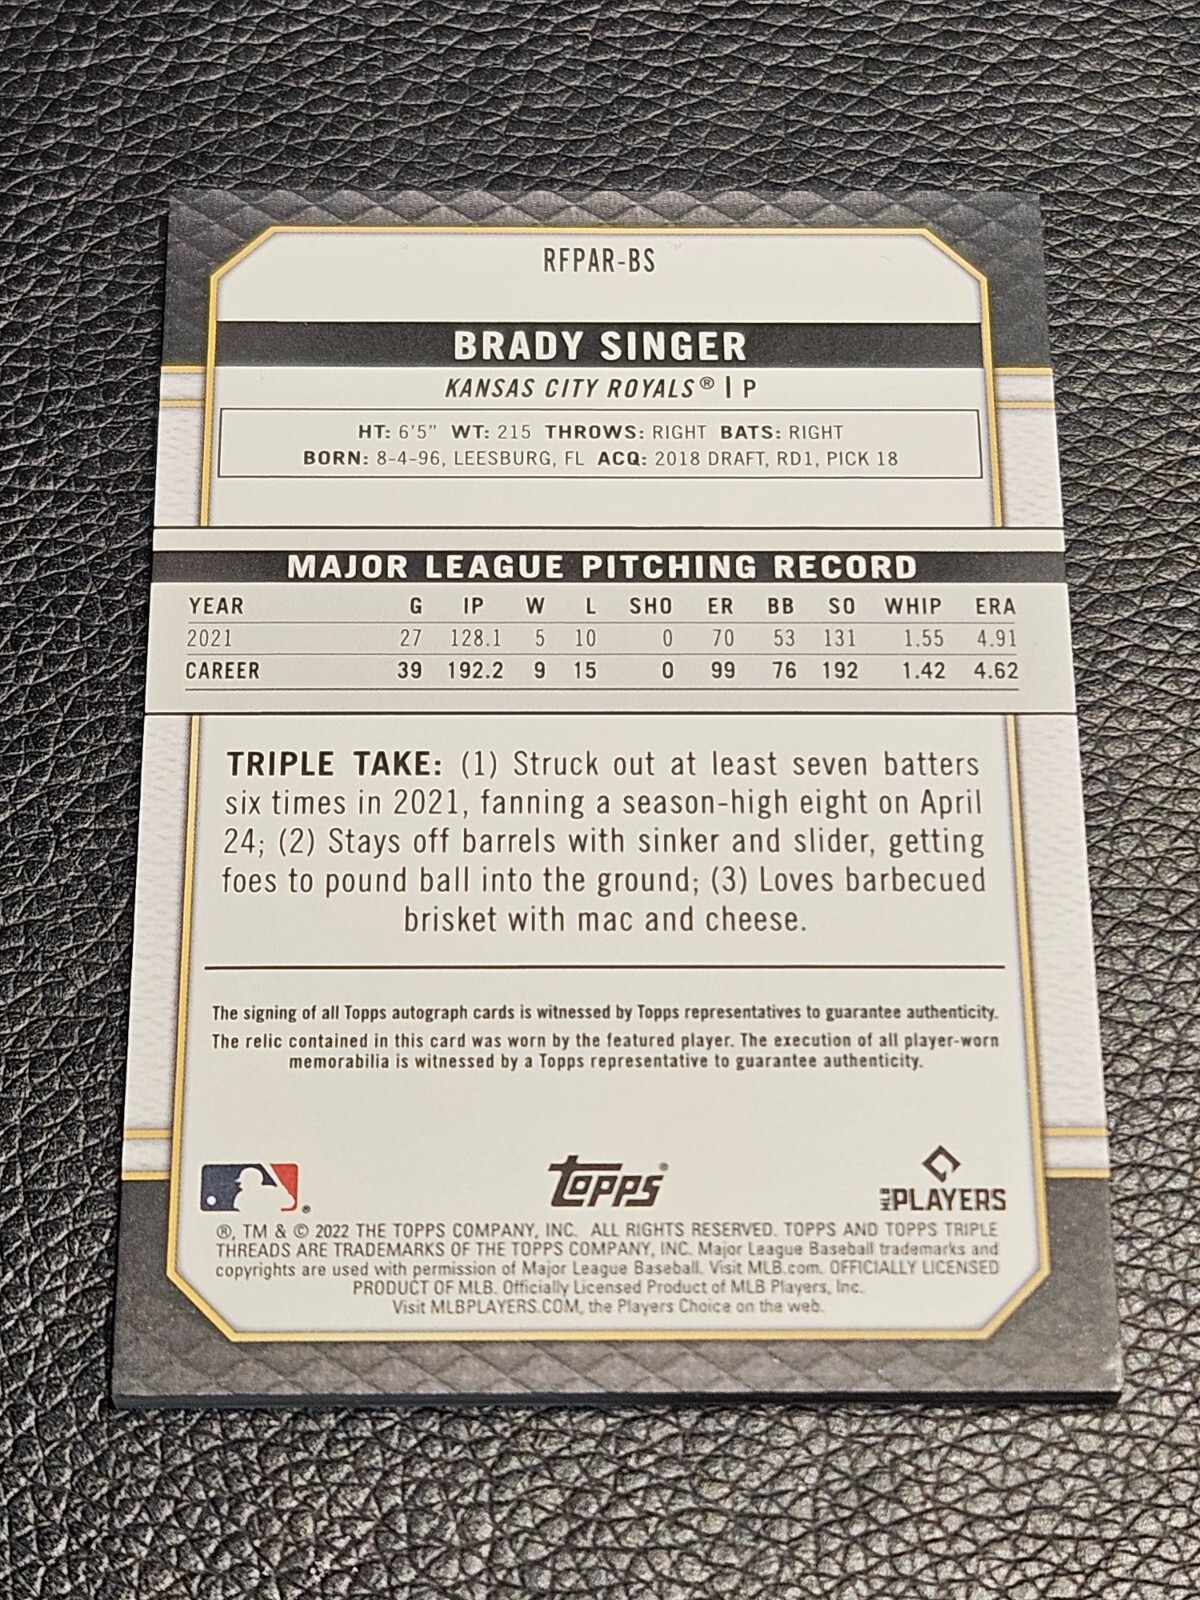 RFPAR-BS
BRADY SINGER
KANSAS CITY ROYALS® | P
HT: 6'5" WT: 215 THROWS: RIGHT BATS: RIGHT
BORN: 8-4-96, LEESBURG, FL ACQ: 2018 DRAFT, RD1, PICK 18
MAJOR LEAGUE PITCHING RECORD
YEAR G IP W L SHO ER BB SO WHIP ERA
2021 27 128.1 5 10 0 70 53 131 1.55 4.91
CAREER 39 192.2 9 15 0 99 76 192 1.42 4.62
TRIPLE TAKE: (1) Struck out at least seven batters
six times in 2021, fanning a season-high eight on April
24; (2) Stays off barrels with sinker and slider, getting
foes to pound ball into the ground; (3) Loves barbecued
brisket with mac and cheese.
The signing of all Topps autograph cards is witnessed by Topps representatives to guarantee authenticity.
The relic contained in this card was worn by the featured player. The execution of all player-worn
memorabilia is witnessed by a Topps representative to guarantee authenticity.
® Topps® MLB PLAYERS
®, TM & © 2022 THE TOPPS COMPANY, INC. ALL RIGHTS RESERVED. TOPPS AND TOPPS TRIPLE
THREADS ARE TRADEMARKS OF THE TOPPS COMPANY, INC. Major League Baseball trademarks and
copyrights are used with permission of Major League Baseball. Visit MLB.com. OFFICIALLY LICENSED
PRODUCT OF MLB. Officially Licensed Product of MLB Players, Inc.
Visit MLBPLAYERS.COM, the Players Choice on the web.